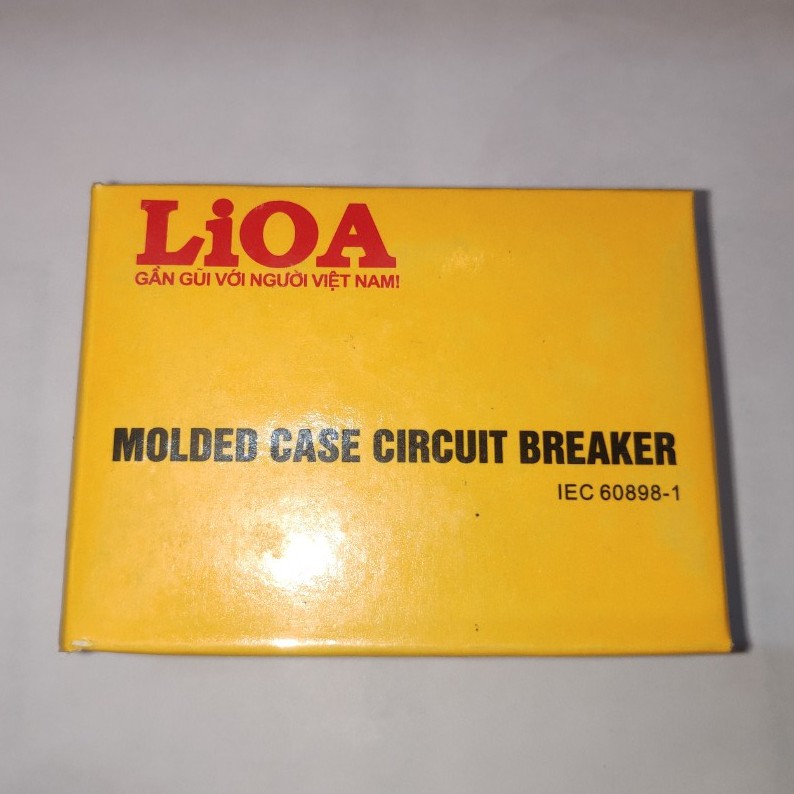 LiOA
GẦN GŨI VỚI NGƯỜI VIỆT NAM!
MOLDED CASE CIRCUIT BREAKER
IEC 60898-1